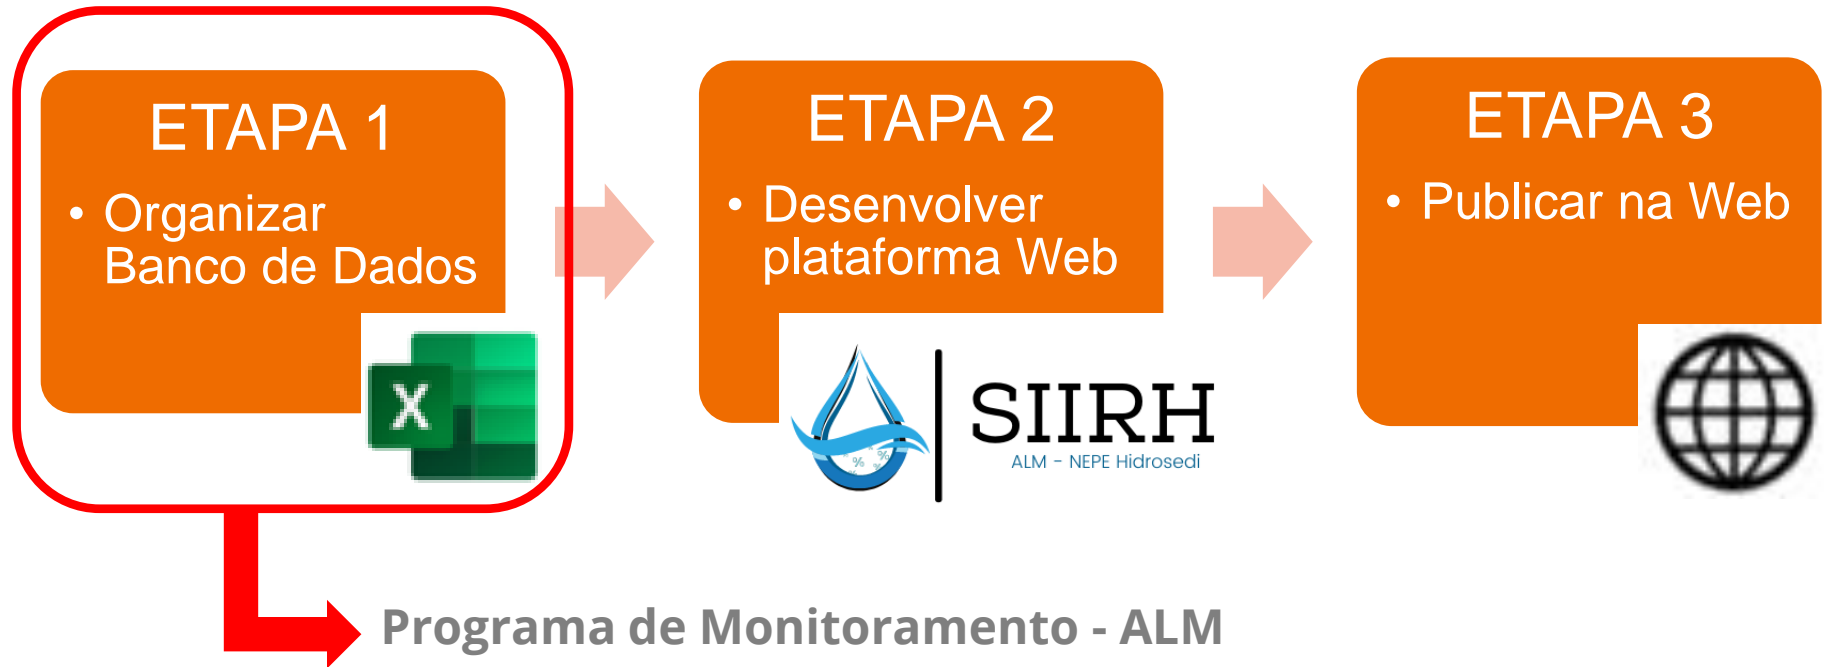 ETAPA 1
• Organizar
Banco de Dados
X
ETAPA 2
• Desenvolver
plataforma Web
% %
% %
SIIRH
ALM - NEPE Hidrosedi
ETAPA 3
• Publicar na Web
Programa de Monitoramento - ALM